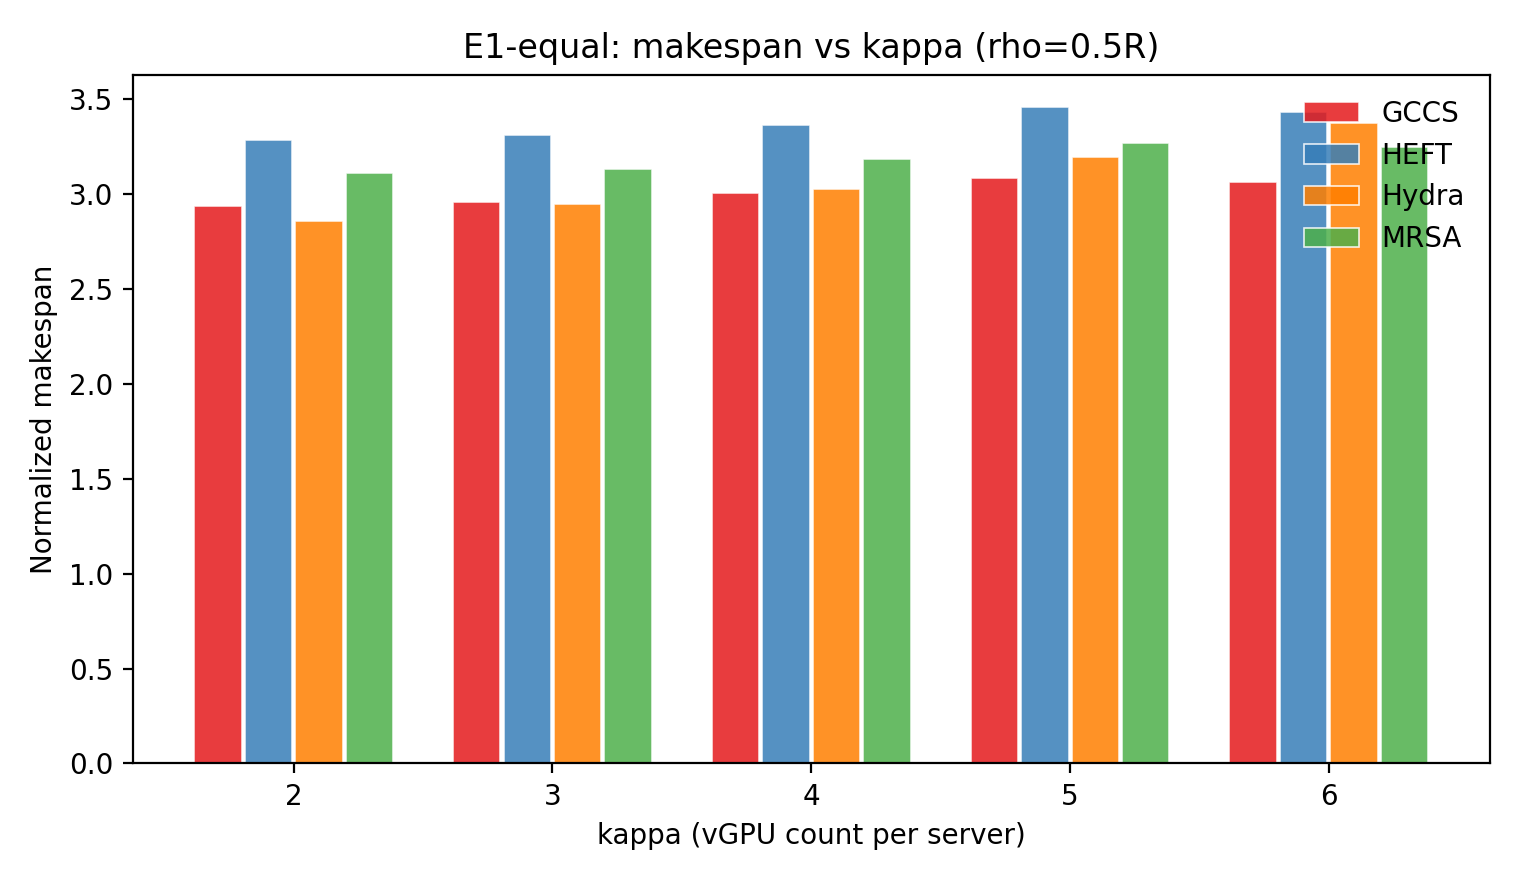 E1-equal: makespan vs kappa (rho=0.5R)
GCCS
HEFT
Hydra
MRSA
Normalized makespan
3.5
3.0
2.5
2.0
1.5
1.0
0.5
0.0
2 3 4 5 6
kappa (vGPU count per server)